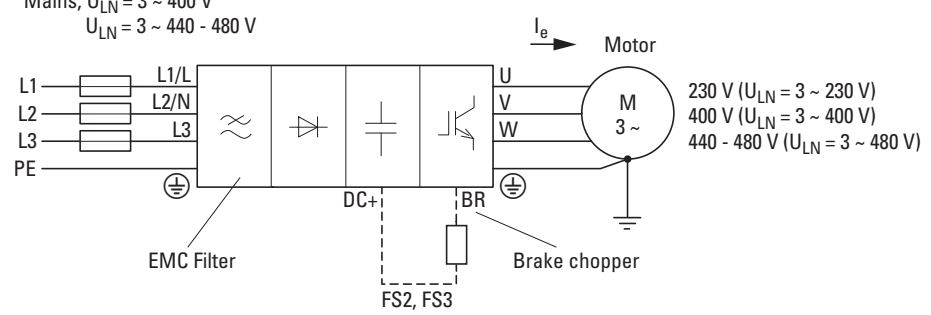 Mains, U_LN = 3 ~ 400 V
U_LN = 3 ~ 440 - 480 V
I_e
Motor
L1
L1/L
U
L2
L2/N
V
L3
L3
W
PE
M
3 ~
230 V (U_LN = 3 ~ 230 V)
400 V (U_LN = 3 ~ 400 V)
440 - 480 V (U_LN = 3 ~ 480 V)
DC+
BR
EMC Filter
Brake chopper
FS2, FS3